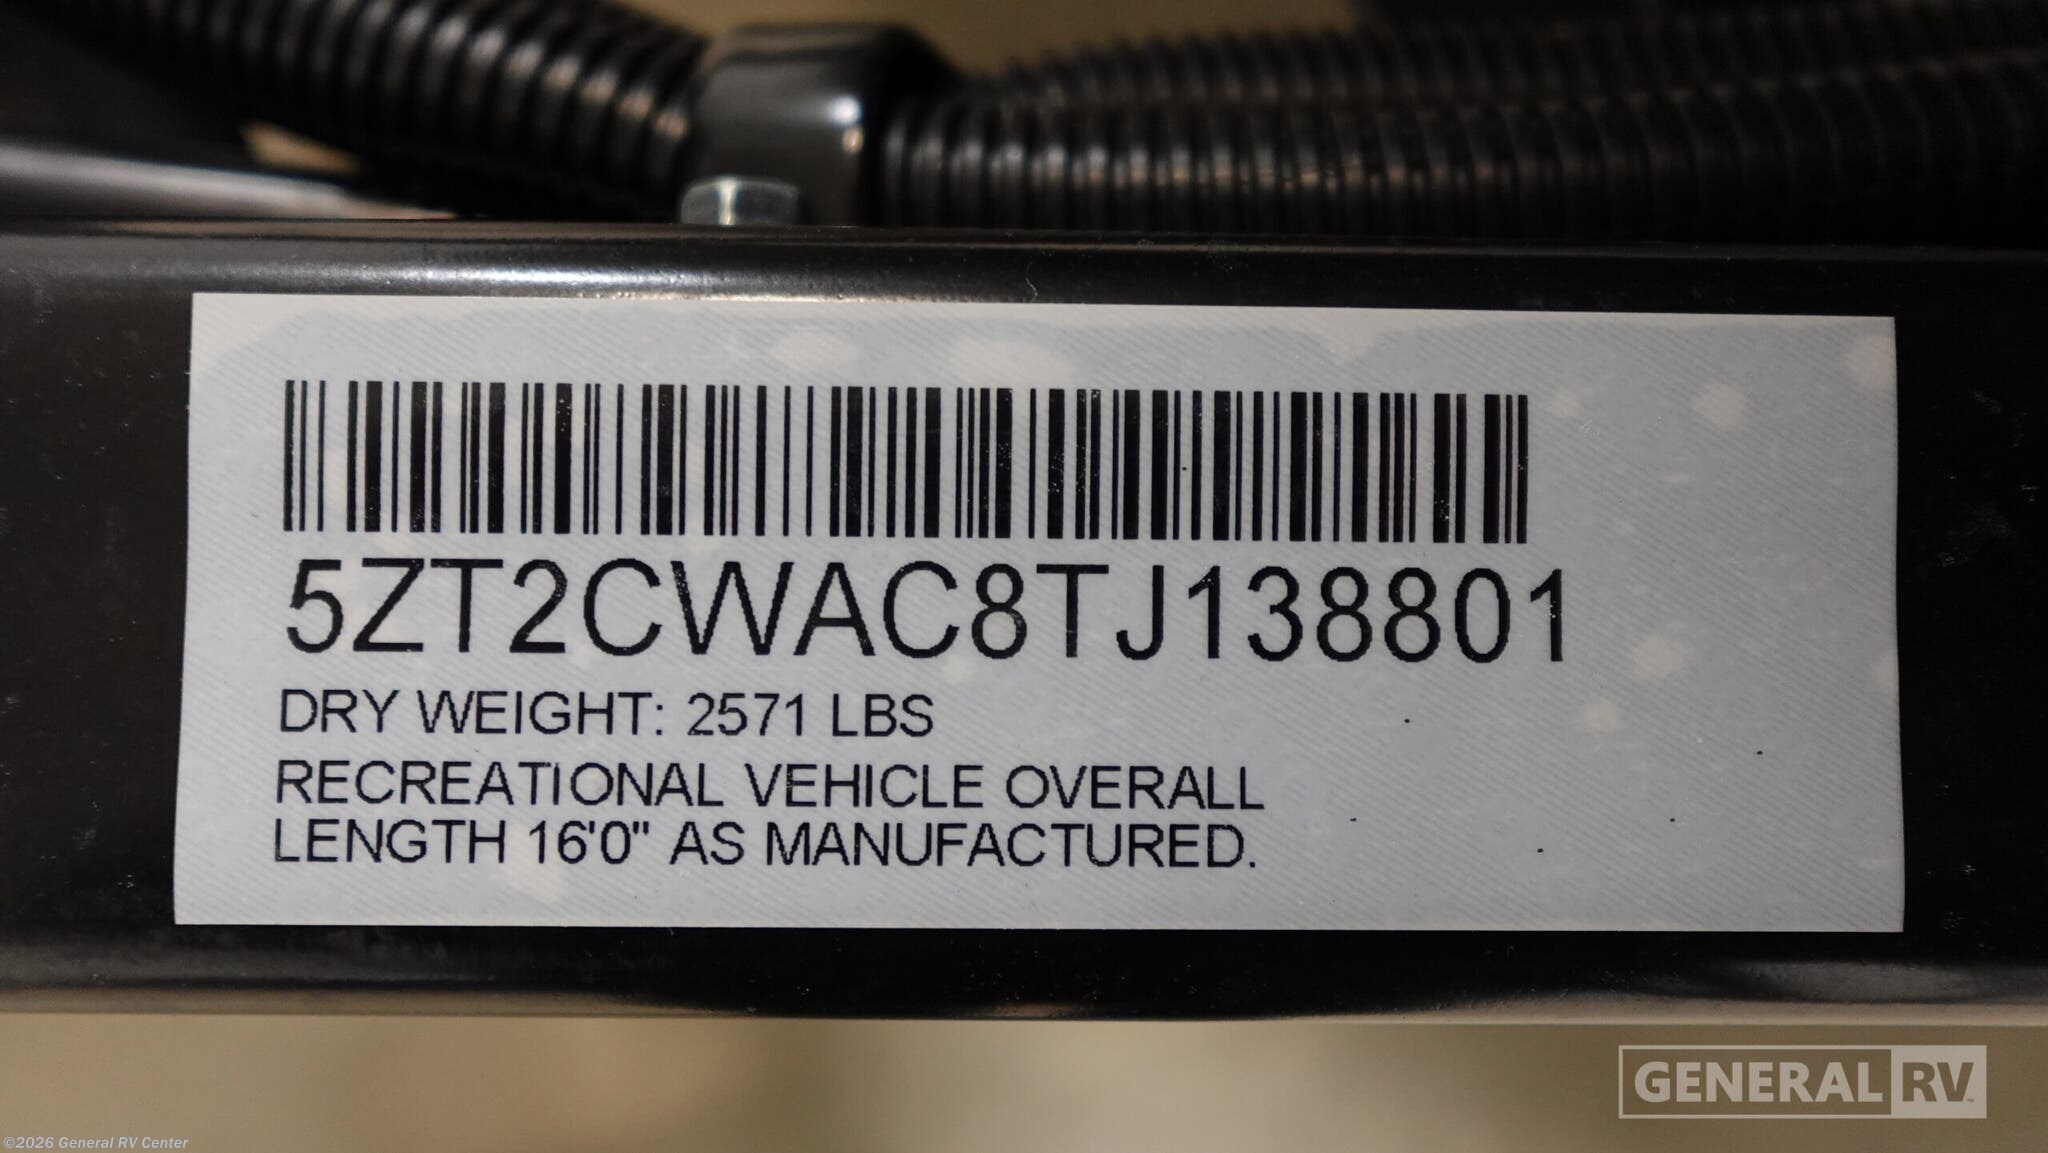 5ZT2CWAC8TJ138801
DRY WEIGHT: 2571 LBS
RECREATIONAL VEHICLE OVERALL
LENGTH 16'0" AS MANUFACTURED.
GENERAL RV
©2026 General RV Center